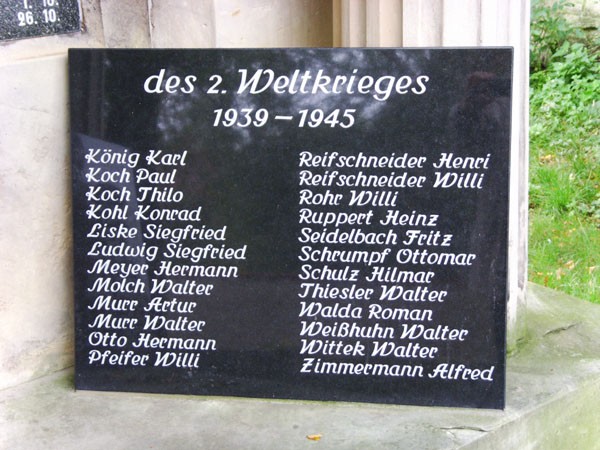 26.10.
des 2. Weltkrieges
1939 – 1945
König Karl
Koch Paul
Koch Thilo
Kohl Konrad
Liske Siegfried
Ludwig Siegfried
Meyer Hermann
Molch Walter
Murr Artur
Murr Walter
Otto Hermann
Pfeifer Willi
Reifschneider Henri
Reifschneider Willi
Rohr Willi
Ruppert Heinz
Seidelbach Fritz
Schrumpf Ottomar
Schulz Hilmar
Thiesler Walter
Walda Roman
Weißhuhn Walter
Wittek Walter
Zimmermann Alfred